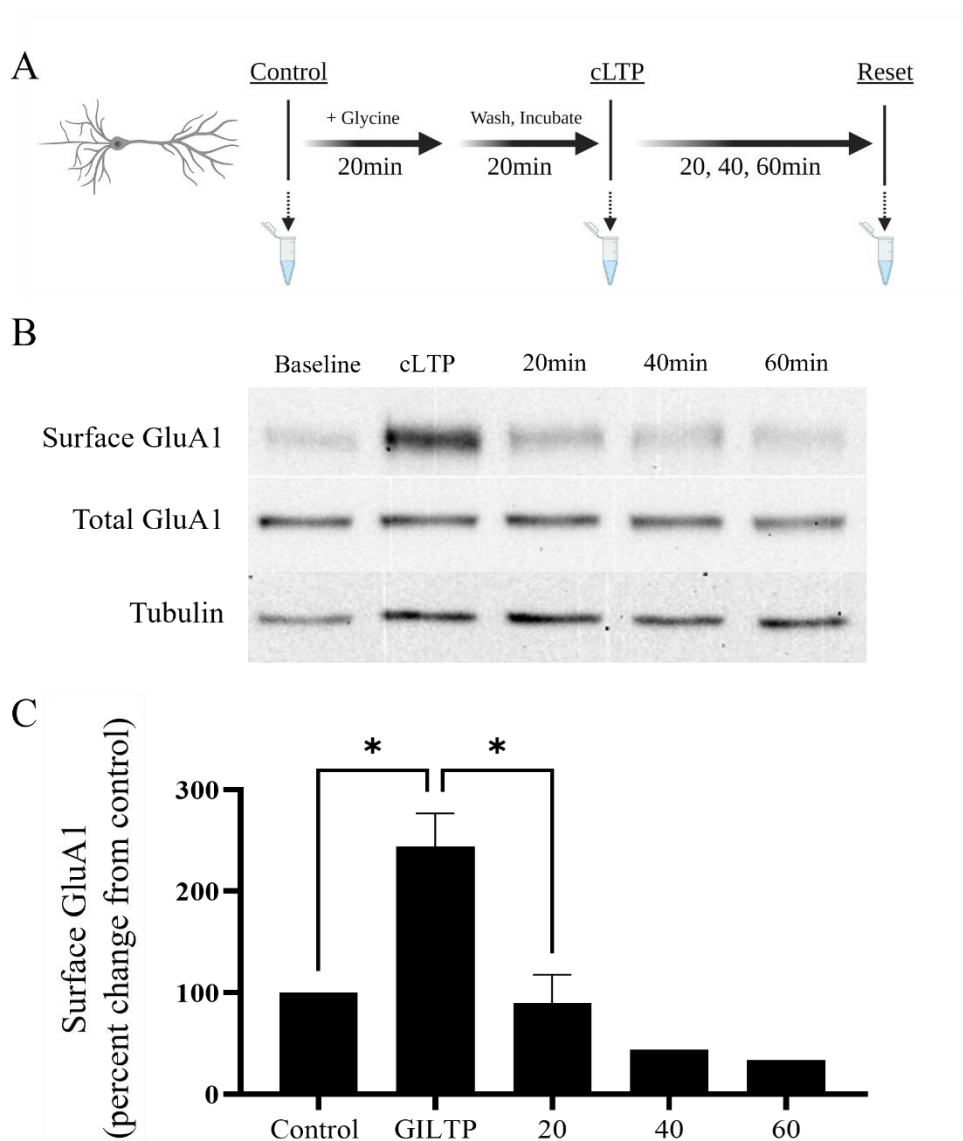 A
Control
cLTP
Reset
+ Glycine
Wash, Incubate
20min
20min
20, 40, 60min
B
Baseline cLTP 20min 40min 60min
Surface GluA1
Total GluA1
Tubulin
C
Surface GluA1
(percent change from control)
* *
300
200
100
0
Control GILTP 20 40 60